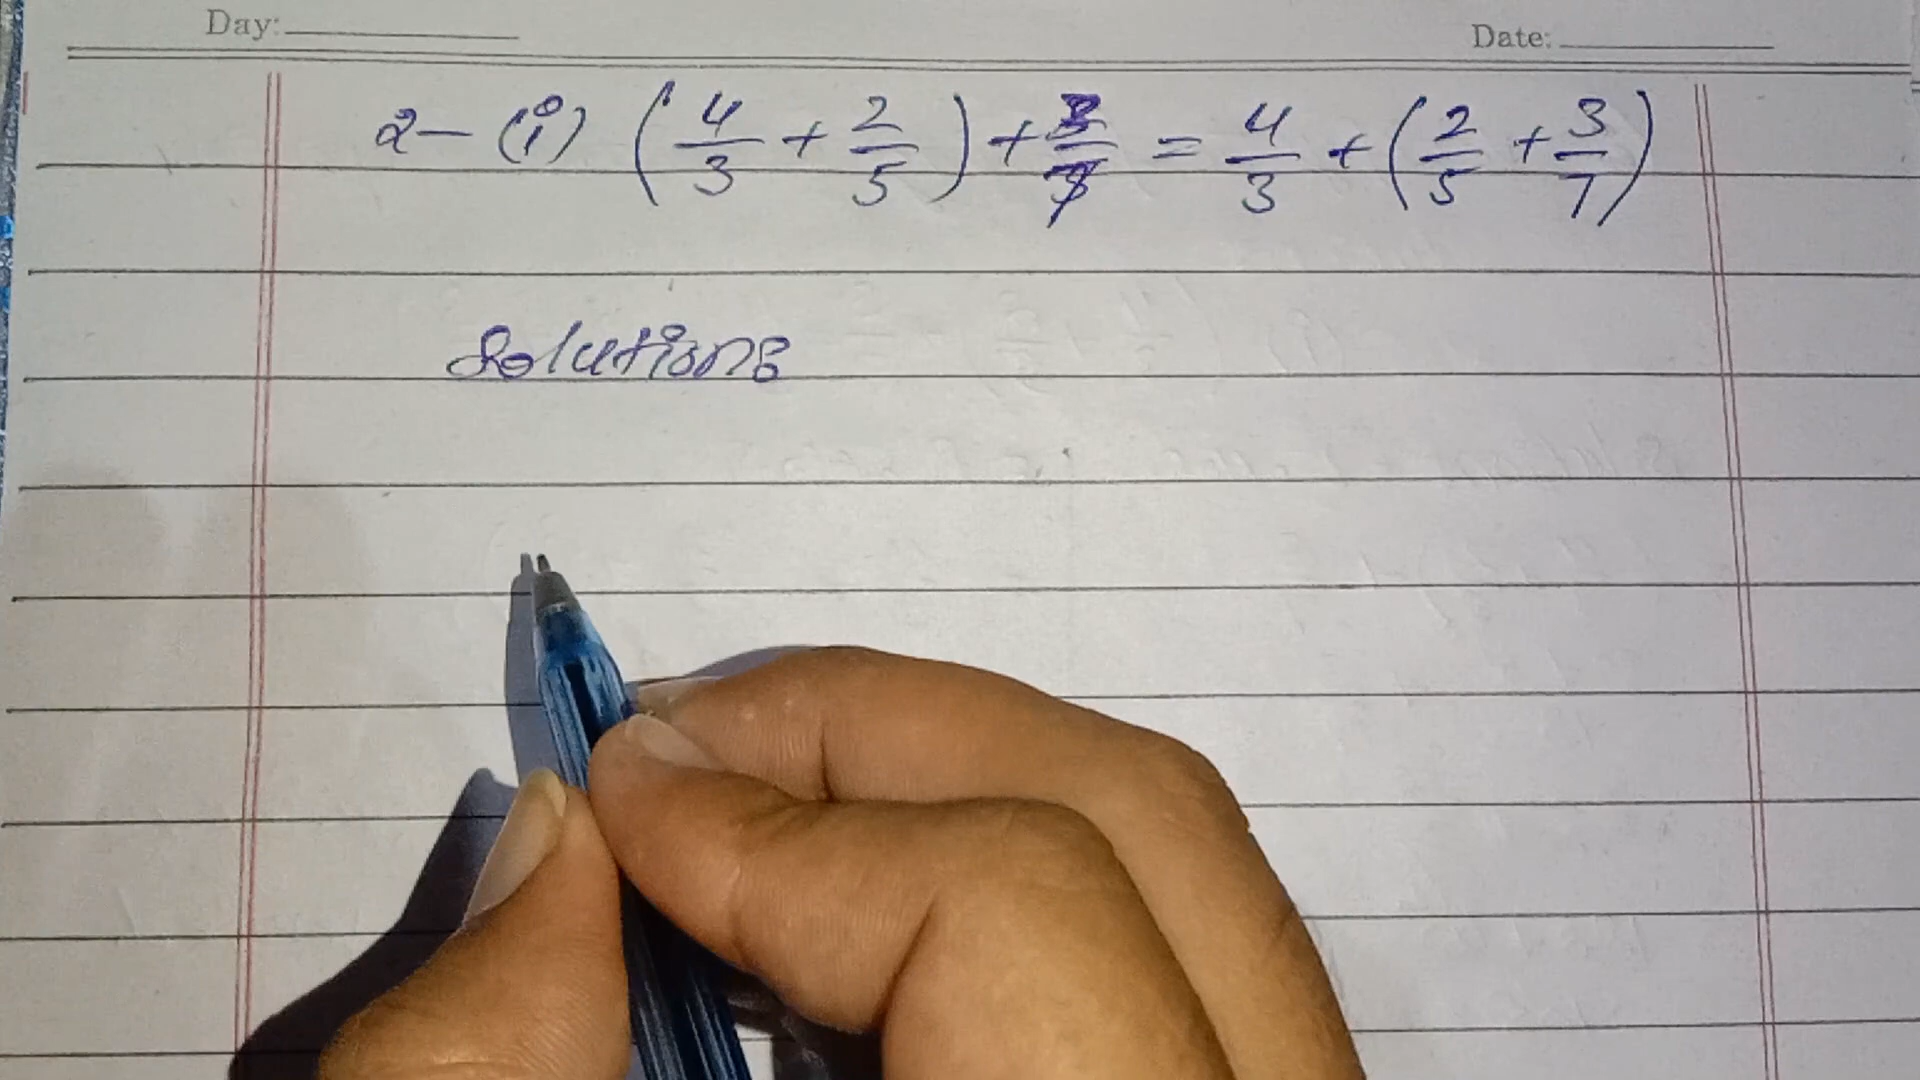 Day: Date:
2- (i) (4/3 + 2/5) + 3/7 = 4/3 + (2/5 + 3/7)
Solution: